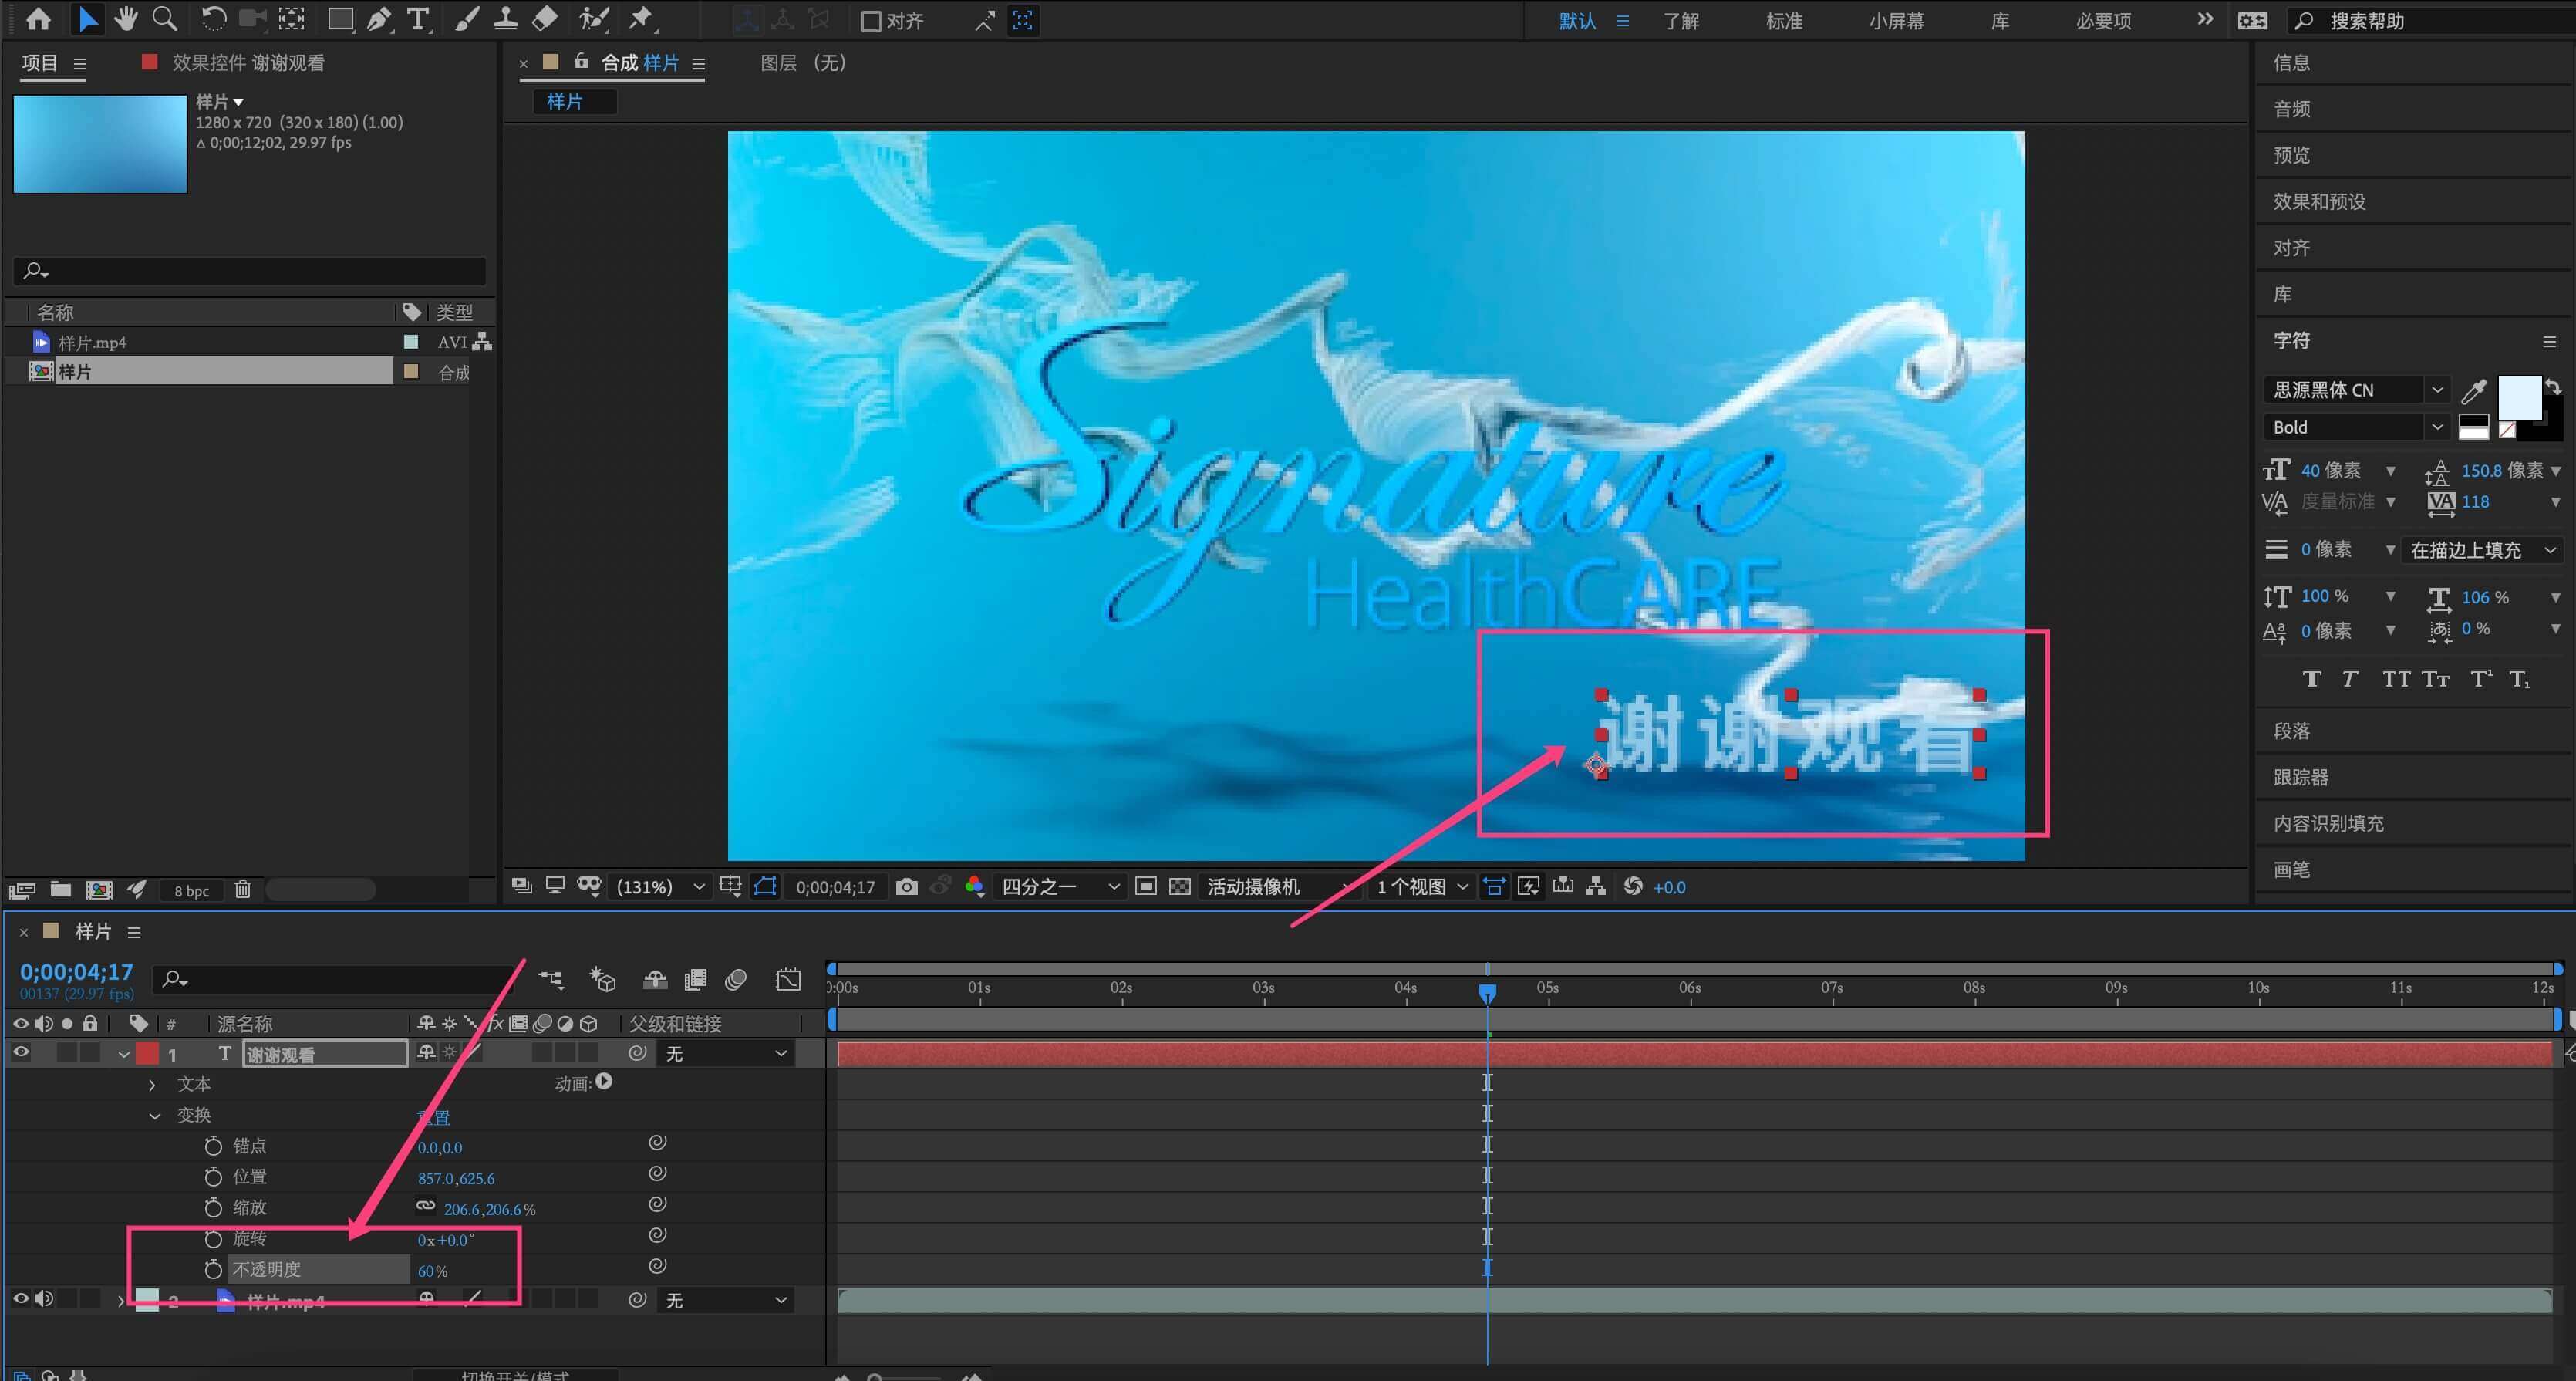 对齐
默认
了解
标准
小屏幕
库
必要项
搜索帮助
项目
效果控件 谢谢观看
样片
1280 x 720 (320 x 180) (1.00)
△ 0;00;12;02, 29.97 fps
名称
类型
样片.mp4
AVI
样片
合成
8 bpc
合成 样片
图层 (无)
样片
Signature
HealthCARE
谢谢观看
(131%)
0;00;04;17
四分之一
活动摄像机
1个视图
+0.0
信息
音频
预览
效果和预设
对齐
库
字符
思源黑体 CN
Bold
40 像素
150.8 像素
度量标准
118
0 像素
在描边上填充
100 %
106 %
0 像素
0 %
段落
跟踪器
内容识别填充
画笔
样片
0;00;04;17
00137 (29.97 fps)
0:00s 01s 02s 03s 04s 05s 06s 07s 08s 09s 10s 11s 12s
# 源名称
父级和链接
1 T 谢谢观看
无
文本
动画:
变换
重置
锚点
0.0,0.0
位置
857.0,625.6
缩放
206.6,206.6%
旋转
0x+0.0°
不透明度
60%
2 样片.mp4
无
切换开关/模式